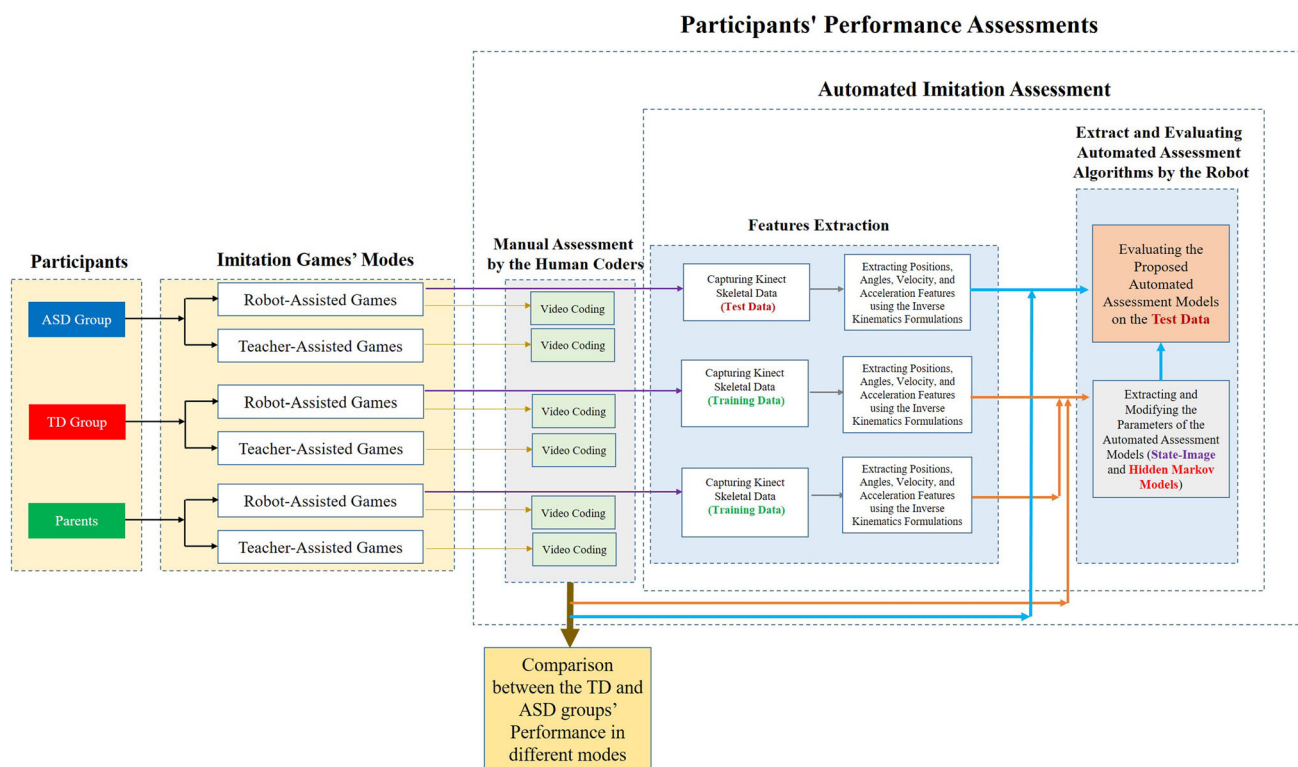 Participants' Performance Assessments
Automated Imitation Assessment
Extract and Evaluating
Automated Assessment
Algorithms by the Robot
Features Extraction
Manual Assessment
by the Human Coders
Participants
Imitation Games’ Modes
ASD Group
Robot-Assisted Games
Teacher-Assisted Games
Video Coding
Video Coding
Capturing Kinect
Skeletal Data
(Test Data)
Extracting Positions,
Angles, Velocity, and
Acceleration Features
using the Inverse
Kinematics Formulations
Evaluating the
Proposed
Automated
Assessment Models
on the Test Data
TD Group
Robot-Assisted Games
Teacher-Assisted Games
Video Coding
Video Coding
Capturing Kinect
Skeletal Data
(Training Data)
Extracting Positions,
Angles, Velocity, and
Acceleration Features
using the Inverse
Kinematics Formulations
Extracting and
Modifying the
Parameters of the
Automated Assessment
Models (State-Image
and Hidden Markov
Models)
Parents
Robot-Assisted Games
Teacher-Assisted Games
Video Coding
Video Coding
Capturing Kinect
Skeletal Data
(Training Data)
Extracting Positions,
Angles, Velocity, and
Acceleration Features
using the Inverse
Kinematics Formulations
Comparison
between the TD and
ASD groups’
Performance in
different modes